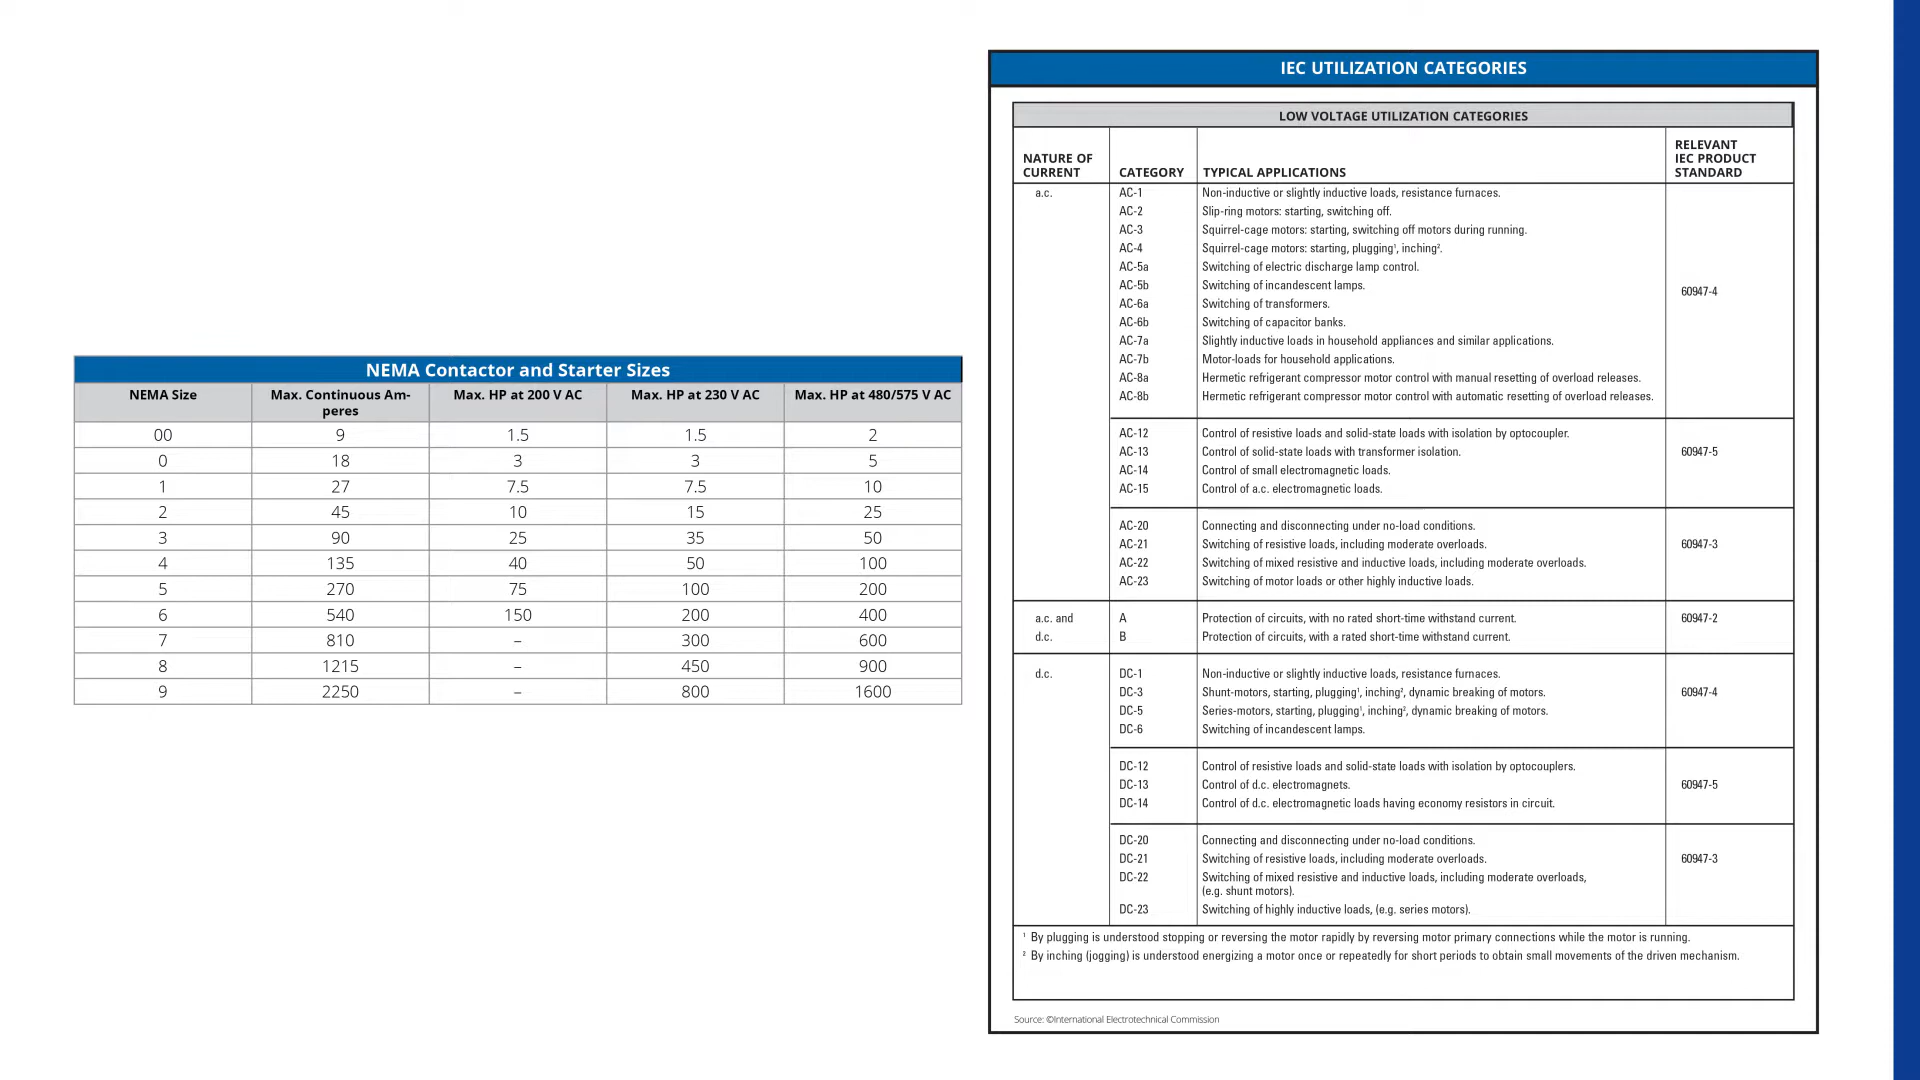 NEMA Contactor and Starter Sizes
NEMA Size Max. Continuous Am- Max. HP at 200 V AC Max. HP at 230 V AC Max. HP at 480/575 V AC
peres
00 9 1.5 1.5 2
0 18 3 3 5
1 27 7.5 7.5 10
2 45 10 15 25
3 90 25 35 50
4 135 40 50 100
5 270 75 100 200
6 540 150 200 400
7 810 – 300 600
8 1215 – 450 900
9 2250 – 800 1600
IEC UTILIZATION CATEGORIES
LOW VOLTAGE UTILIZATION CATEGORIES
NATURE OF CURRENT CATEGORY TYPICAL APPLICATIONS RELEVANT IEC PRODUCT STANDARD
a.c. AC-1 Non-inductive or slightly inductive loads, resistance furnaces.
AC-2 Slip-ring motors: starting, switching off.
AC-3 Squirrel-cage motors: starting, switching off motors during running.
AC-4 Squirrel-cage motors: starting, plugging¹, inching².
AC-5a Switching of electric discharge lamp control.
AC-5b Switching of incandescent lamps.
60947-4
AC-6a Switching of transformers.
AC-6b Switching of capacitor banks.
AC-7a Slightly inductive loads in household appliances and similar applications.
AC-7b Motor-loads for household applications.
AC-8a Hermetic refrigerant compressor motor control with manual resetting of overload releases.
AC-8b Hermetic refrigerant compressor motor control with automatic resetting of overload releases.
AC-12 Control of resistive loads and solid-state loads with isolation by optocoupler.
AC-13 Control of solid-state loads with transformer isolation. 60947-5
AC-14 Control of small electromagnetic loads.
AC-15 Control of a.c. electromagnetic loads.
AC-20 Connecting and disconnecting under no-load conditions.
AC-21 Switching of resistive loads, including moderate overloads. 60947-3
AC-22 Switching of mixed resistive and inductive loads, including moderate overloads.
AC-23 Switching of motor loads or other highly inductive loads.
a.c. and A Protection of circuits, with no rated short-time withstand current. 60947-2
d.c. B Protection of circuits, with a rated short-time withstand current.
d.c. DC-1 Non-inductive or slightly inductive loads, resistance furnaces.
DC-3 Shunt-motors, starting, plugging¹, inching², dynamic breaking of motors. 60947-4
DC-5 Series-motors, starting, plugging¹, inching², dynamic breaking of motors.
DC-6 Switching of incandescent lamps.
DC-12 Control of resistive loads and solid-state loads with isolation by optocouplers.
DC-13 Control of d.c. electromagnets. 60947-5
DC-14 Control of d.c. electromagnetic loads having economy resistors in circuit.
DC-20 Connecting and disconnecting under no-load conditions.
DC-21 Switching of resistive loads, including moderate overloads. 60947-3
DC-22 Switching of mixed resistive and inductive loads, including moderate overloads,
(e.g. shunt motors).
DC-23 Switching of highly inductive loads, (e.g. series motors).
¹ By plugging is understood stopping or reversing the motor rapidly by reversing motor primary connections while the motor is running.
² By inching (jogging) is understood energizing a motor once or repeatedly for short periods to obtain small movements of the driven mechanism.
Source: ©International Electrotechnical Commission